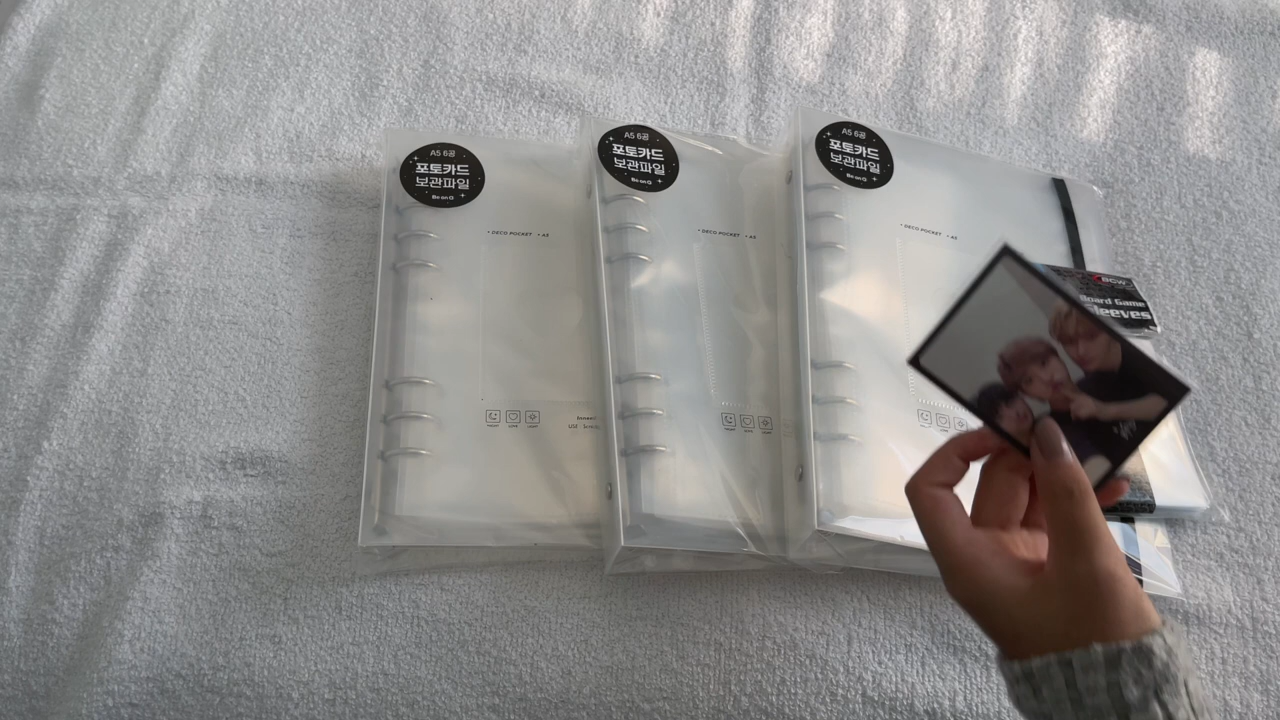 A5 6공
포토카드
보관파일
Be on G
• DECO POCKET • A5
A5 6공
포토카드
보관파일
Be on G
• DECO POCKET • A5
A5 6공
포토카드
보관파일
Be on G
• DECO POCKET • A5
BCW
Board Game
Sleeves